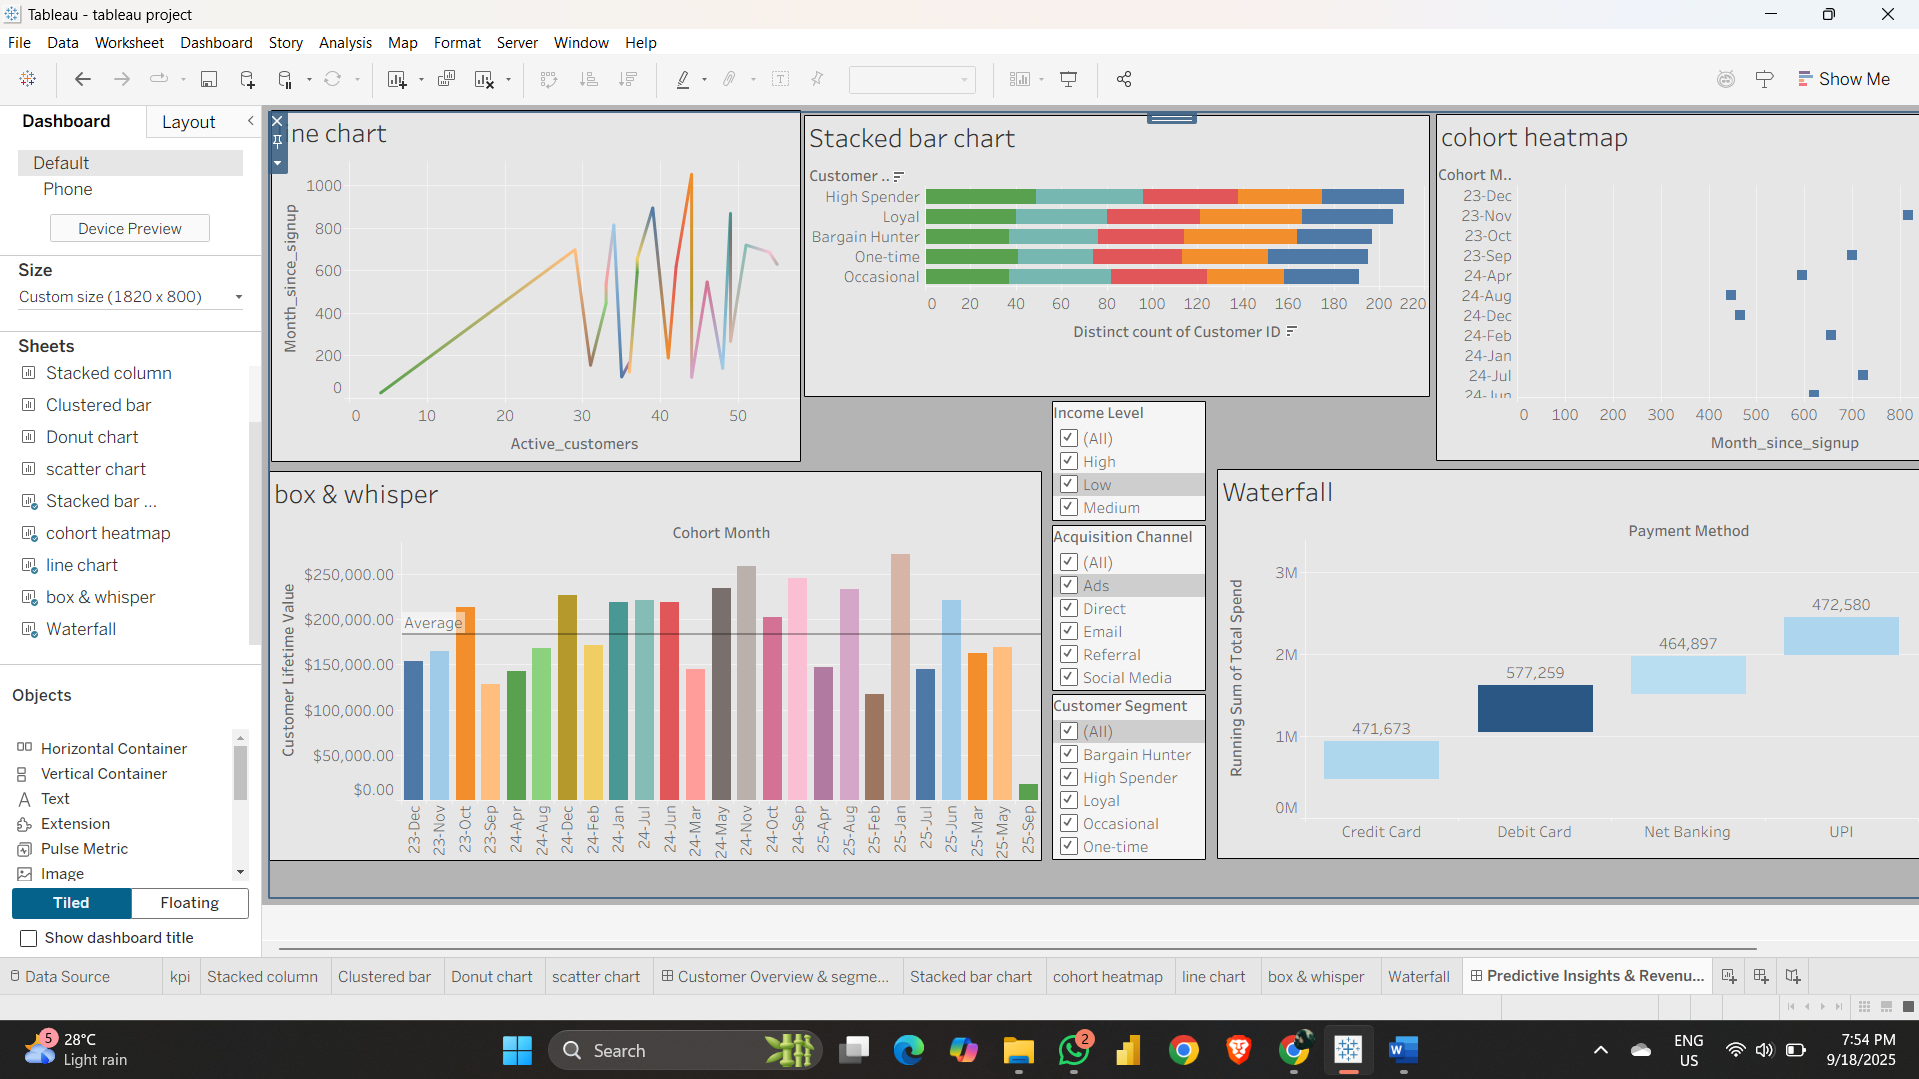 Tableau - tableau project
File Data Worksheet Dashboard Story Analysis Map Format Server Window Help
Show Me
Dashboard Layout
Default
Phone
Device Preview
Size
Custom size (1820 x 800)
Sheets
Stacked column
Clustered bar
Donut chart
scatter chart
Stacked bar ...
cohort heatmap
line chart
box & whisper
Waterfall
Objects
Horizontal Container
Vertical Container
Text
Extension
Pulse Metric
Image
Tiled Floating
Show dashboard title
ine chart
Month_since_signup
1000
800
600
400
200
0
0 10 20 30 40 50
Active_customers
Stacked bar chart
Customer ..
High Spender
Loyal
Bargain Hunter
One-time
Occasional
0 20 40 60 80 100 120 140 160 180 200 220
Distinct count of Customer ID
cohort heatmap
Cohort M..
23-Dec
23-Nov
23-Oct
23-Sep
24-Apr
24-Aug
24-Dec
24-Feb
24-Jan
24-Jul
24-Jun
0 100 200 300 400 500 600 700 800
Month_since_signup
box & whisper
Cohort Month
Customer Lifetime Value
$250,000.00
$200,000.00
$150,000.00
$100,000.00
$50,000.00
$0.00
Average
23-Dec 23-Nov 23-Oct 23-Sep 24-Apr 24-Aug 24-Dec 24-Feb 24-Jan 24-Jul 24-Jun 24-Mar 24-May 24-Nov 24-Oct 24-Sep 25-Apr 25-Aug 25-Feb 25-Jan 25-Jul 25-Jun 25-Mar 25-May 25-Sep
Income Level
(All)
High
Low
Medium
Acquisition Channel
(All)
Ads
Direct
Email
Referral
Social Media
Customer Segment
(All)
Bargain Hunter
High Spender
Loyal
Occasional
One-time
Waterfall
Payment Method
Running Sum of Total Spend
3M
2M
1M
0M
471,673
577,259
464,897
472,580
Credit Card Debit Card Net Banking UPI
Data Source kpi Stacked column Clustered bar Donut chart scatter chart Customer Overview & segme... Stacked bar chart cohort heatmap line chart box & whisper Waterfall Predictive Insights & Revenu...
5
28°C
Light rain
Search
2
ENG
US
7:54 PM
9/18/2025